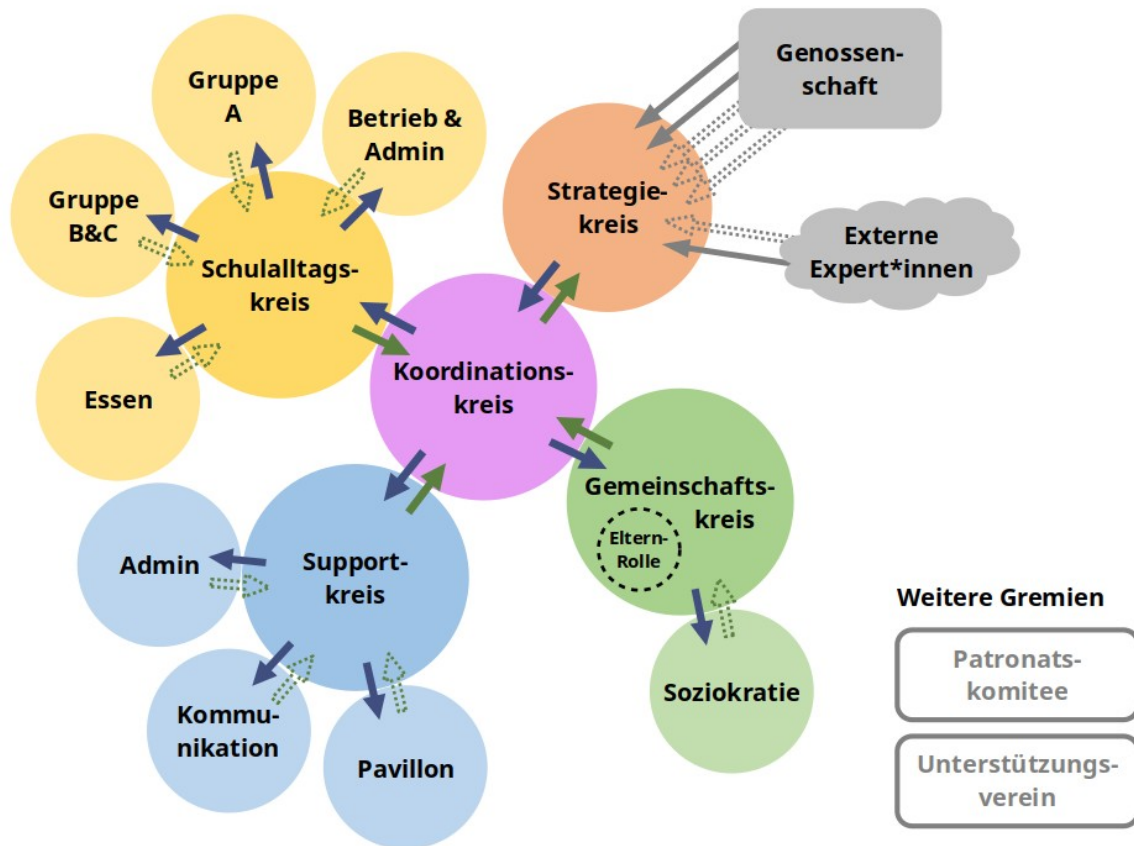 Gruppe
A
Betrieb &
Admin
Genossen-
schaft
Gruppe
B&C
Strategie-
kreis
Externe
Expert*innen
Schulalltags-
kreis
Koordinations-
kreis
Essen
Gemeinschafts-
kreis
Eltern-
Rolle
Admin
Support-
kreis
Weitere Gremien
Patronats-
komitee
Soziokratie
Kommu-
nikation
Pavillon
Unterstützungs-
verein